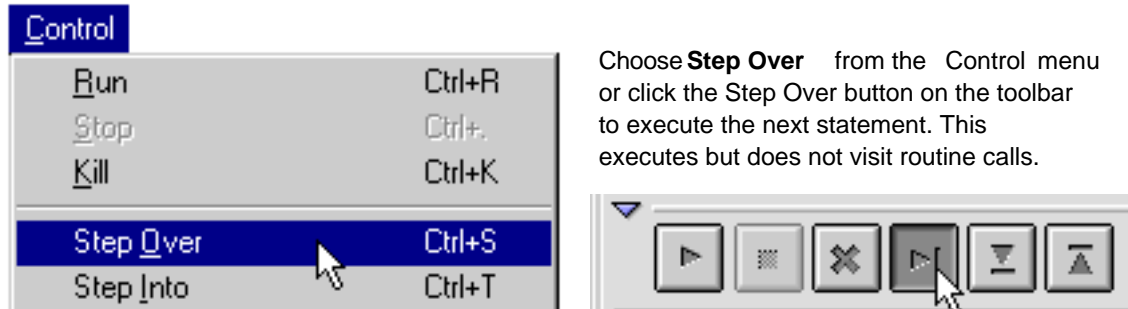 Control
Run Ctrl+R
Stop Ctrl+.
Kill Ctrl+K
Step Over Ctrl+S
Step Into Ctrl+T
Choose Step Over from the Control menu
or click the Step Over button on the toolbar
to execute the next statement. This
executes but does not visit routine calls.